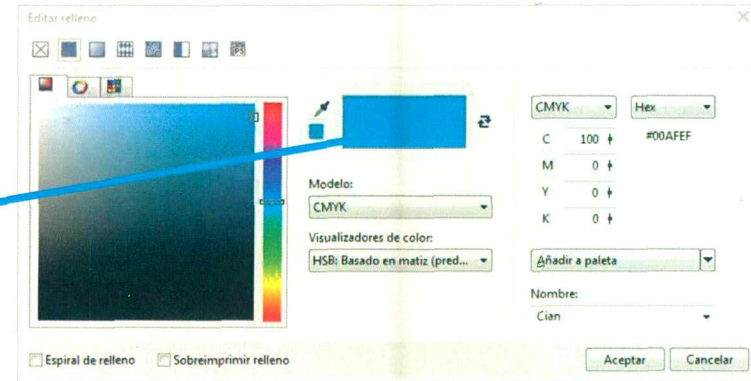 Editar relleno
CMYK
Hex
C 100
#00AFEF
M 0
Y 0
K 0
Modelo:
CMYK
Visualizadores de color:
HSB: Basado en matiz (pred...
Añadir a paleta
Nombre:
Cian
Espiral de relleno
Sobreimprimir relleno
Aceptar
Cancelar